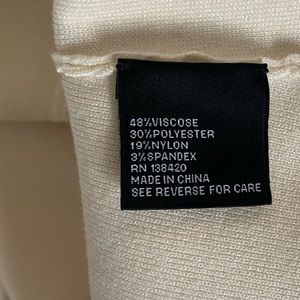 48%VISCOSE
30%POLYESTER
19%NYLON
3%SPANDEX
RN 138420
MADE IN CHINA
SEE REVERSE FOR CARE